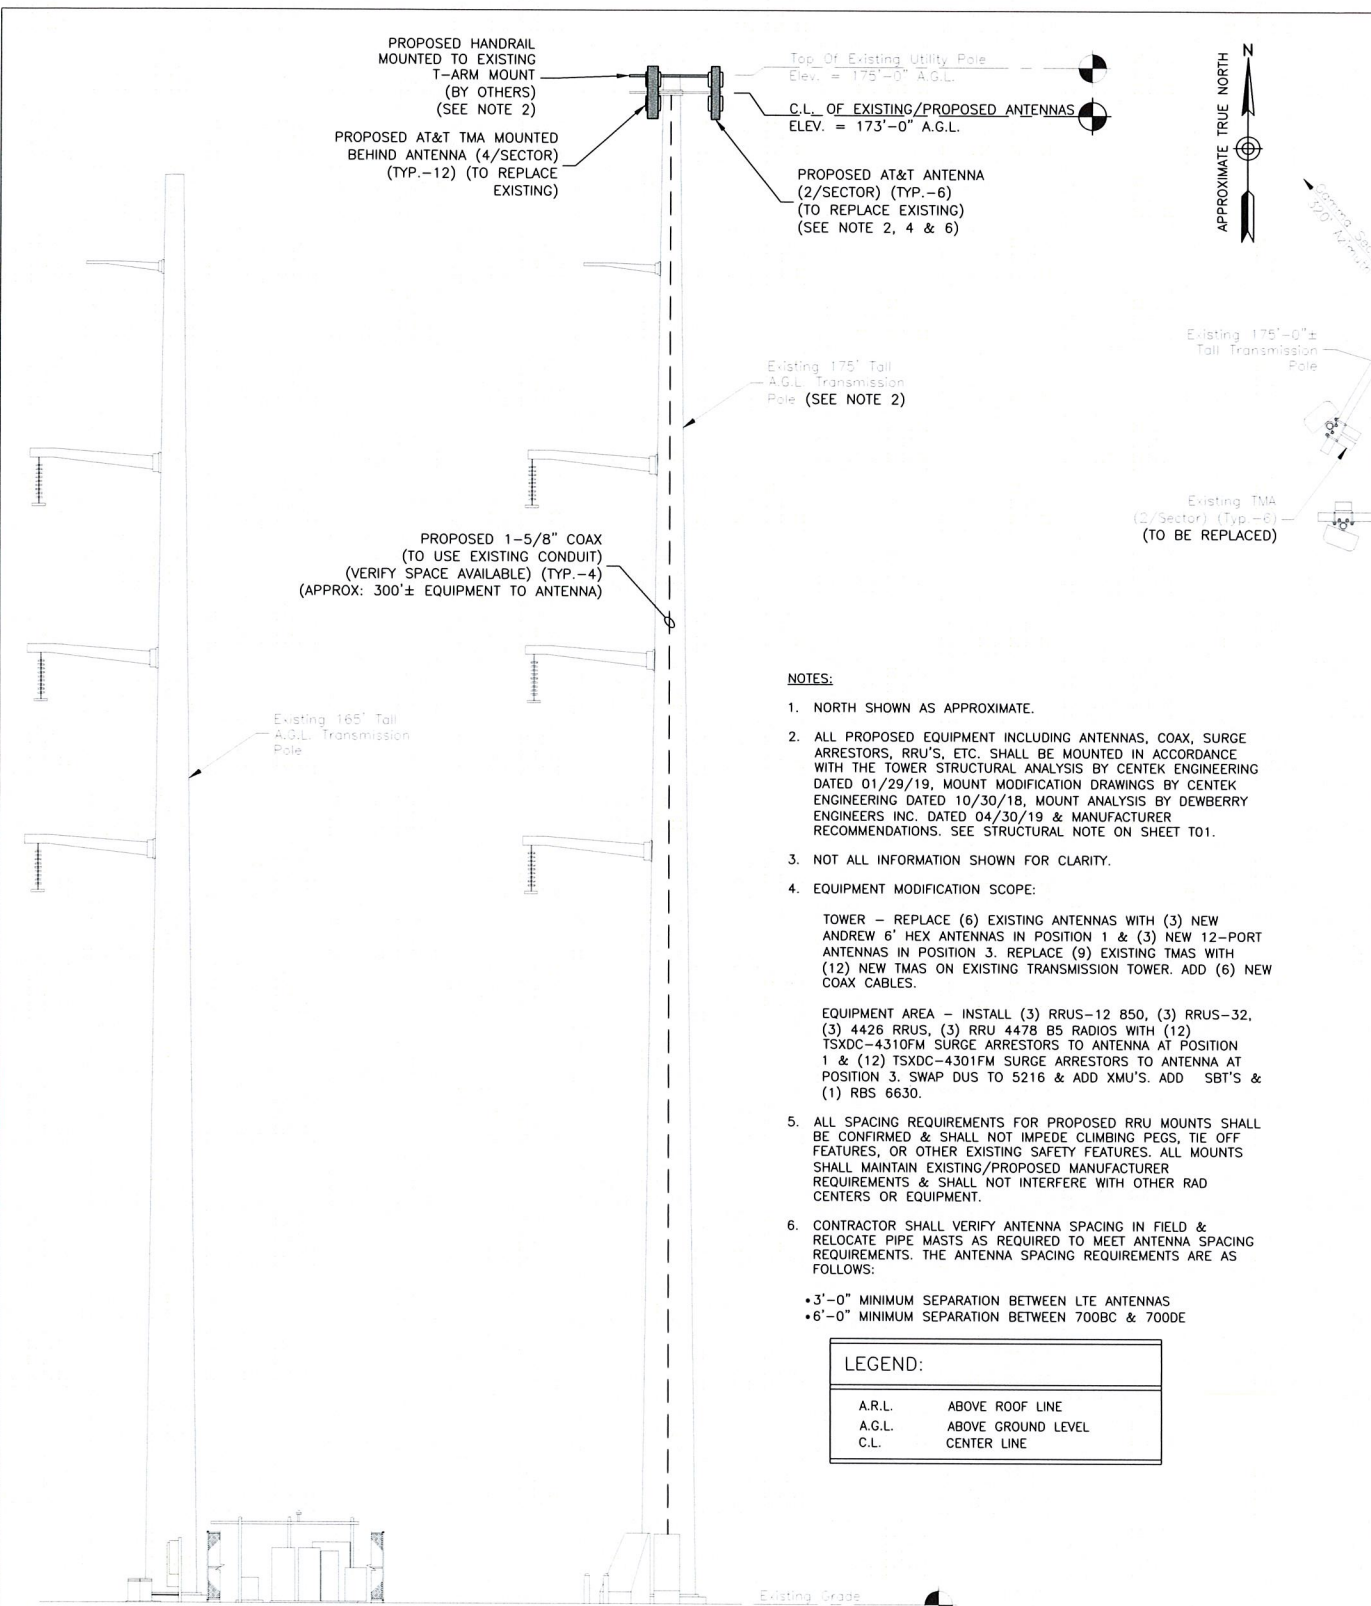 PROPOSED HANDRAIL
MOUNTED TO EXISTING
T-ARM MOUNT
(BY OTHERS)
(SEE NOTE 2)
PROPOSED AT&T TMA MOUNTED
BEHIND ANTENNA (4/SECTOR)
(TYP.-12) (TO REPLACE
EXISTING)
Top Of Existing Utility Pole
Elev. = 175'-0" A.G.L.
C.L. OF EXISTING/PROPOSED ANTENNAS
ELEV. = 173'-0" A.G.L.
PROPOSED AT&T ANTENNA
(2/SECTOR) (TYP.-6)
(TO REPLACE EXISTING)
(SEE NOTE 2, 4 & 6)
N
APPROXIMATE TRUE NORTH
Gamma
320°
Existing 175'-0"±
Tall Transmission
Pole
Existing 175' Tall
A.G.L. Transmission
Pole (SEE NOTE 2)
Existing TMA
(2/Sector) (Typ.-6)
(TO BE REPLACED)
PROPOSED 1-5/8" COAX
(TO USE EXISTING CONDUIT)
(VERIFY SPACE AVAILABLE) (TYP.-4)
(APPROX: 300'± EQUIPMENT TO ANTENNA)
Existing 165' Tall
A.G.L. Transmission
Pole
NOTES:
1. NORTH SHOWN AS APPROXIMATE.
2. ALL PROPOSED EQUIPMENT INCLUDING ANTENNAS, COAX, SURGE
ARRESTORS, RRU'S, ETC. SHALL BE MOUNTED IN ACCORDANCE
WITH THE TOWER STRUCTURAL ANALYSIS BY CENTEK ENGINEERING
DATED 01/29/19, MOUNT MODIFICATION DRAWINGS BY CENTEK
ENGINEERING DATED 10/30/18, MOUNT ANALYSIS BY DEWBERRY
ENGINEERS INC. DATED 04/30/19 & MANUFACTURER
RECOMMENDATIONS. SEE STRUCTURAL NOTE ON SHEET T01.
3. NOT ALL INFORMATION SHOWN FOR CLARITY.
4. EQUIPMENT MODIFICATION SCOPE:
TOWER – REPLACE (6) EXISTING ANTENNAS WITH (3) NEW
ANDREW 6' HEX ANTENNAS IN POSITION 1 & (3) NEW 12-PORT
ANTENNAS IN POSITION 3. REPLACE (9) EXISTING TMAS WITH
(12) NEW TMAS ON EXISTING TRANSMISSION TOWER. ADD (6) NEW
COAX CABLES.
EQUIPMENT AREA – INSTALL (3) RRUS-12 850, (3) RRUS-32,
(3) 4426 RRUS, (3) RRU 4478 B5 RADIOS WITH (12)
TSXDC-4310FM SURGE ARRESTORS TO ANTENNA AT POSITION
1 & (12) TSXDC-4301FM SURGE ARRESTORS TO ANTENNA AT
POSITION 3. SWAP DUS TO 5216 & ADD XMU'S. ADD SBT'S &
(1) RBS 6630.
5. ALL SPACING REQUIREMENTS FOR PROPOSED RRU MOUNTS SHALL
BE CONFIRMED & SHALL NOT IMPEDE CLIMBING PEGS, TIE OFF
FEATURES, OR OTHER EXISTING SAFETY FEATURES. ALL MOUNTS
SHALL MAINTAIN EXISTING/PROPOSED MANUFACTURER
REQUIREMENTS & SHALL NOT INTERFERE WITH OTHER RAD
CENTERS OR EQUIPMENT.
6. CONTRACTOR SHALL VERIFY ANTENNA SPACING IN FIELD &
RELOCATE PIPE MASTS AS REQUIRED TO MEET ANTENNA SPACING
REQUIREMENTS. THE ANTENNA SPACING REQUIREMENTS ARE AS
FOLLOWS:
•3'-0" MINIMUM SEPARATION BETWEEN LTE ANTENNAS
•6'-0" MINIMUM SEPARATION BETWEEN 700BC & 700DE
LEGEND:
A.R.L. ABOVE ROOF LINE
A.G.L. ABOVE GROUND LEVEL
C.L. CENTER LINE
Existing Grade